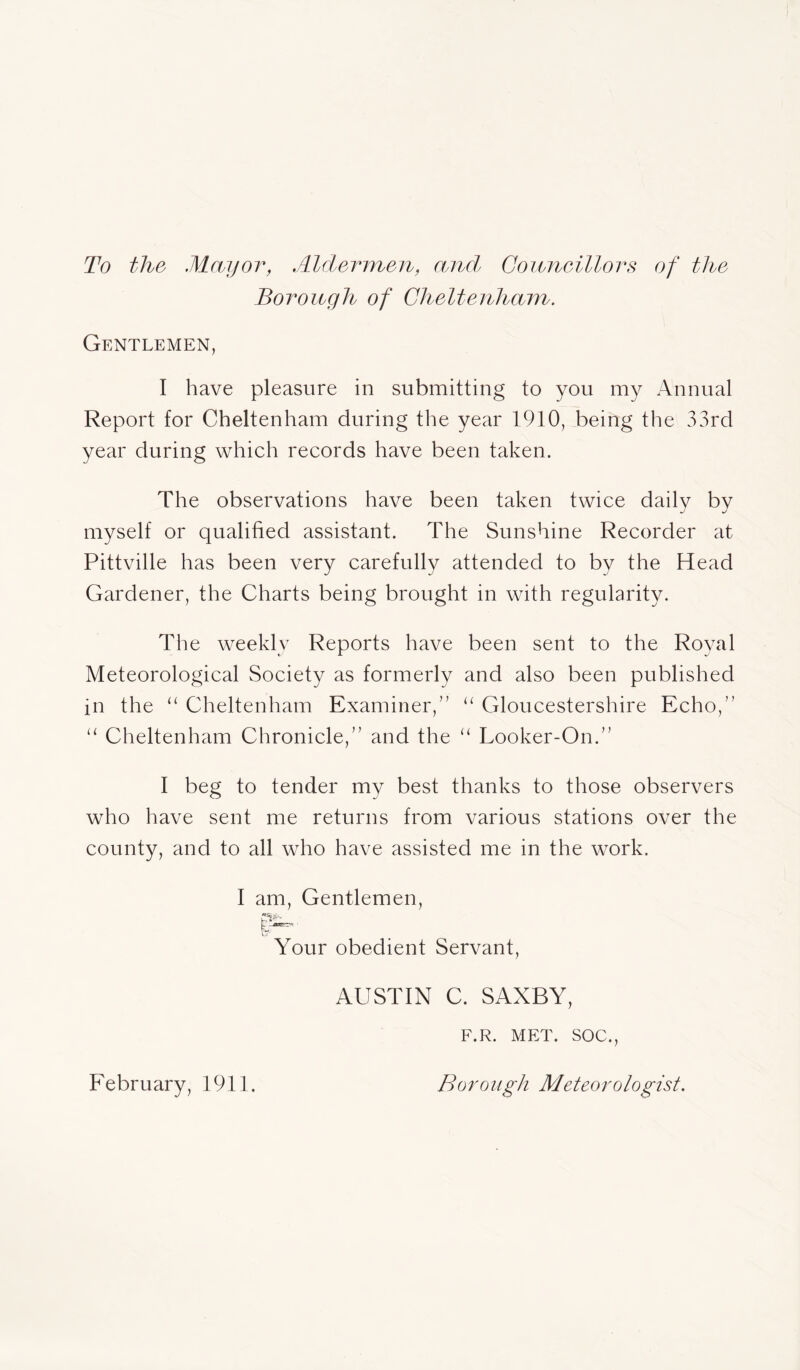 To the Mayor, Aldermen, and Councillors of the
Borough of Cheltenham.
GENTLEMEN,
I have pleasure in submitting to you my Annual
Report for Cheltenham during the year 1910, being the 33rd
year during which records have been taken.
The observations have been taken twice daily by
myself or qualified assistant. The Sunshine Recorder at
Pittville has been very carefully attended to by the Head
Gardener, the Charts being brought in with regularity.
The weekly Reports have been sent to the Royal
Meteorological Society as formerly and also been published
in the “ Cheltenham Examiner,” “ Gloucestershire Echo,”
“ Cheltenham Chronicle,” and the “ Looker-On.”
I beg to tender my best thanks to those observers
who have sent me returns from various stations over the
county, and to all who have assisted me in the work.
I am, Gentlemen,
Your obedient Servant,
AUSTIN C. SAXBY,
F.R. MET. SOC.,
February, 1911. Borough Meteorologist.